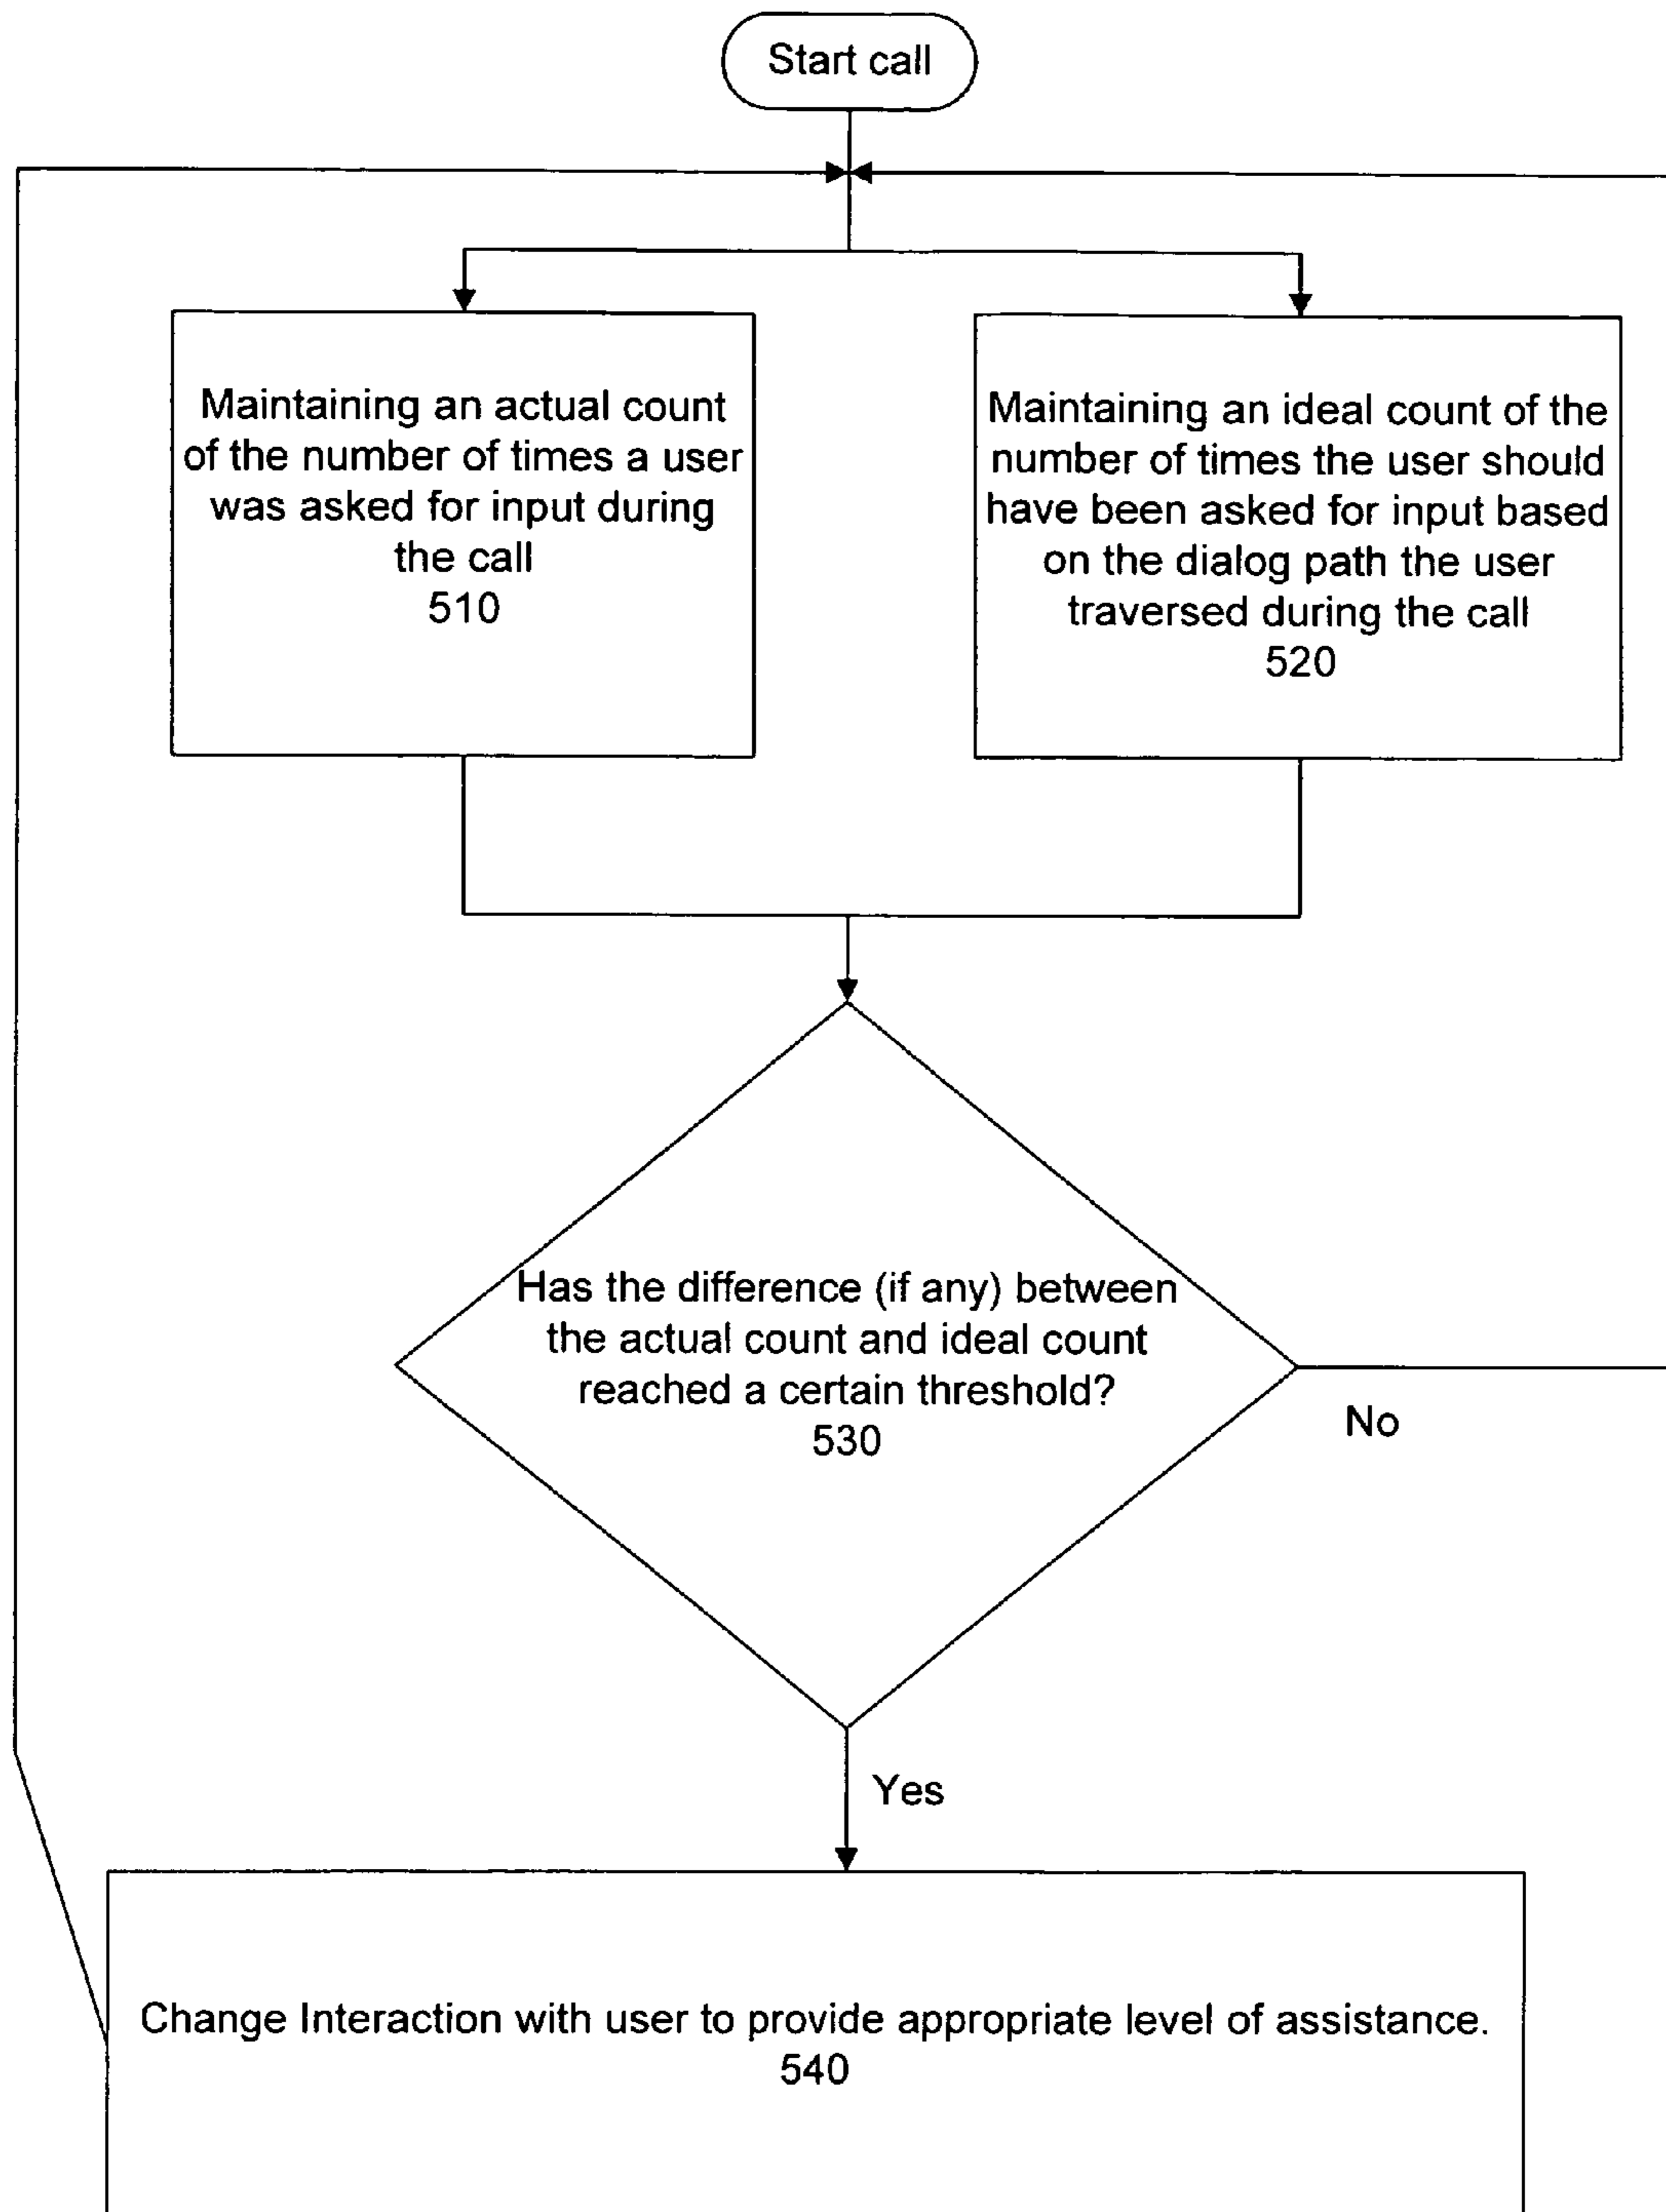 Start call
Maintaining an actual count
of the number of times a user
was asked for input during
the call
510
Maintaining an ideal count of the
number of times the user should
have been asked for input based
on the dialog path the user
traversed during the call
520
Has the difference (if any) between
the actual count and ideal count
reached a certain threshold?
530
No
Yes
Change Interaction with user to provide appropriate level of assistance.
540